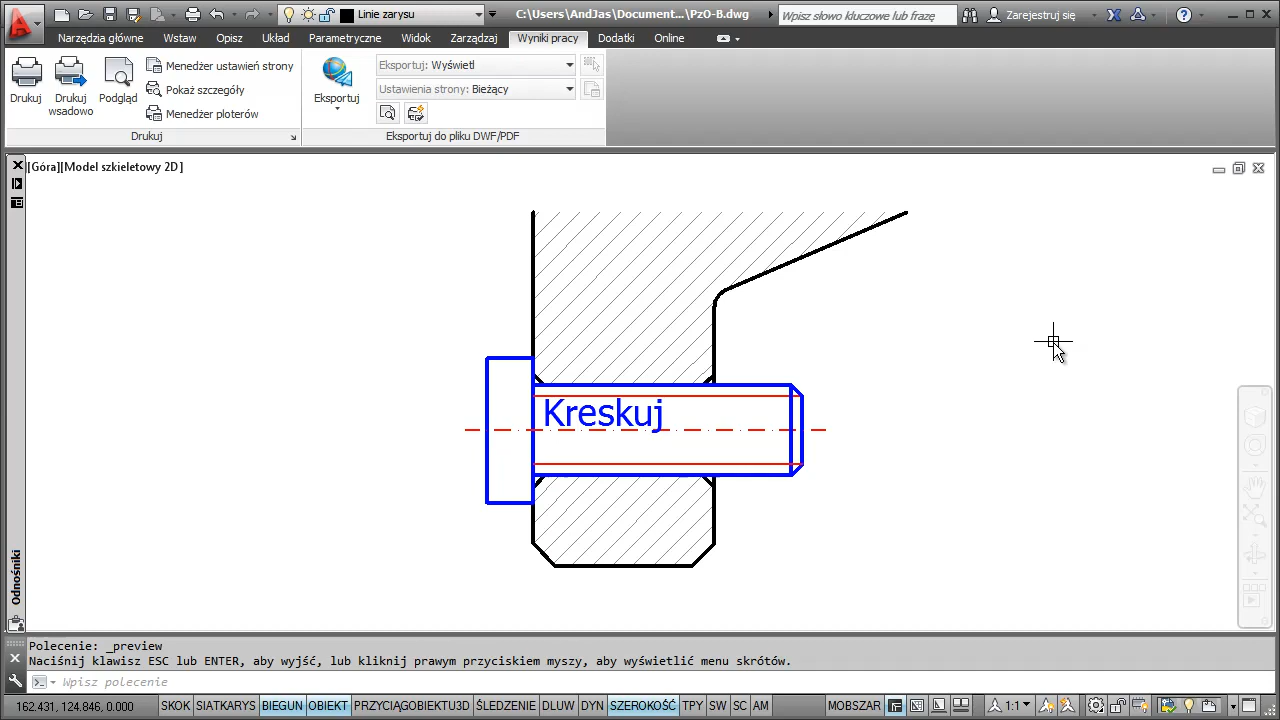 Linie zarysu
C:\Users\AndJas\Document...\PzO-B.dwg
Wpisz słowo kluczowe lub frazę
Zarejestruj się
Narzędzia główne
Wstaw
Opisz
Układ
Parametryczne
Widok
Zarządzaj
Wyniki pracy
Dodatki
Online
Drukuj
Drukuj
wsadowo
Podgląd
Menedżer ustawień strony
Pokaż szczegóły
Menedżer ploterów
Eksportuj
Eksportuj: Wyświetl
Ustawienia strony: Bieżący
Drukuj
Eksportuj do pliku DWF/PDF
][Góra][Model szkieletowy 2D]
Kreskuj
Odnośniki
Polecenie: _preview
Naciśnij klawisz ESC lub ENTER, aby wyjść, lub kliknij prawym przyciskiem myszy, aby wyświetlić menu skrótów.
Wpisz polecenie
162.431, 124.846, 0.000
SKOK
SIATKARYS
BIEGUN
OBIEKT
PRZYCIĄGOBIEKTU3D
ŚLEDZENIE
DLUW
DYN
SZEROKOŚĆ
TPY
SW
SC
AM
MOBSZAR
1:1